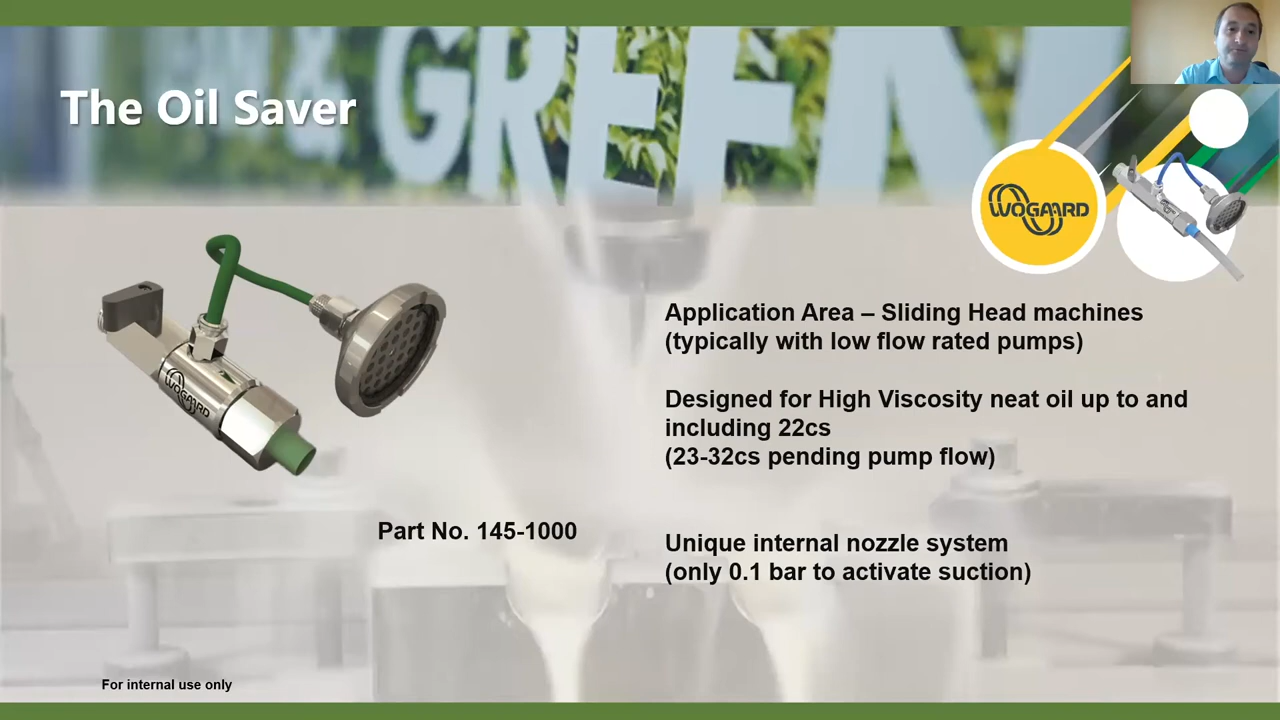 & GREEN
The Oil Saver
WOGAARD
WOGAARD
Application Area – Sliding Head machines
(typically with low flow rated pumps)
Designed for High Viscosity neat oil up to and
including 22cs
(23-32cs pending pump flow)
Part No. 145-1000
Unique internal nozzle system
(only 0.1 bar to activate suction)
For internal use only